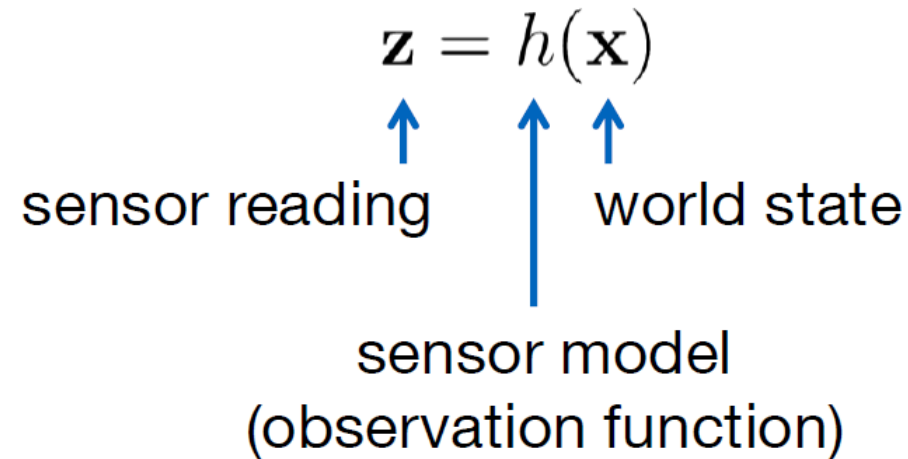 z = h(x)
sensor reading
world state
sensor model
(observation function)